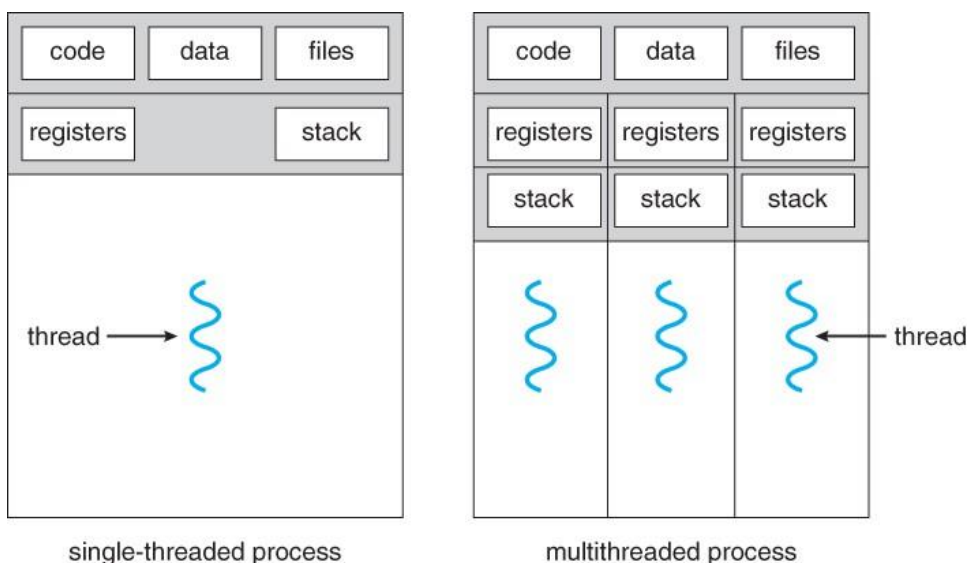 code data files
registers stack
thread
single-threaded process
code data files
registers registers registers
stack stack stack
thread
multithreaded process